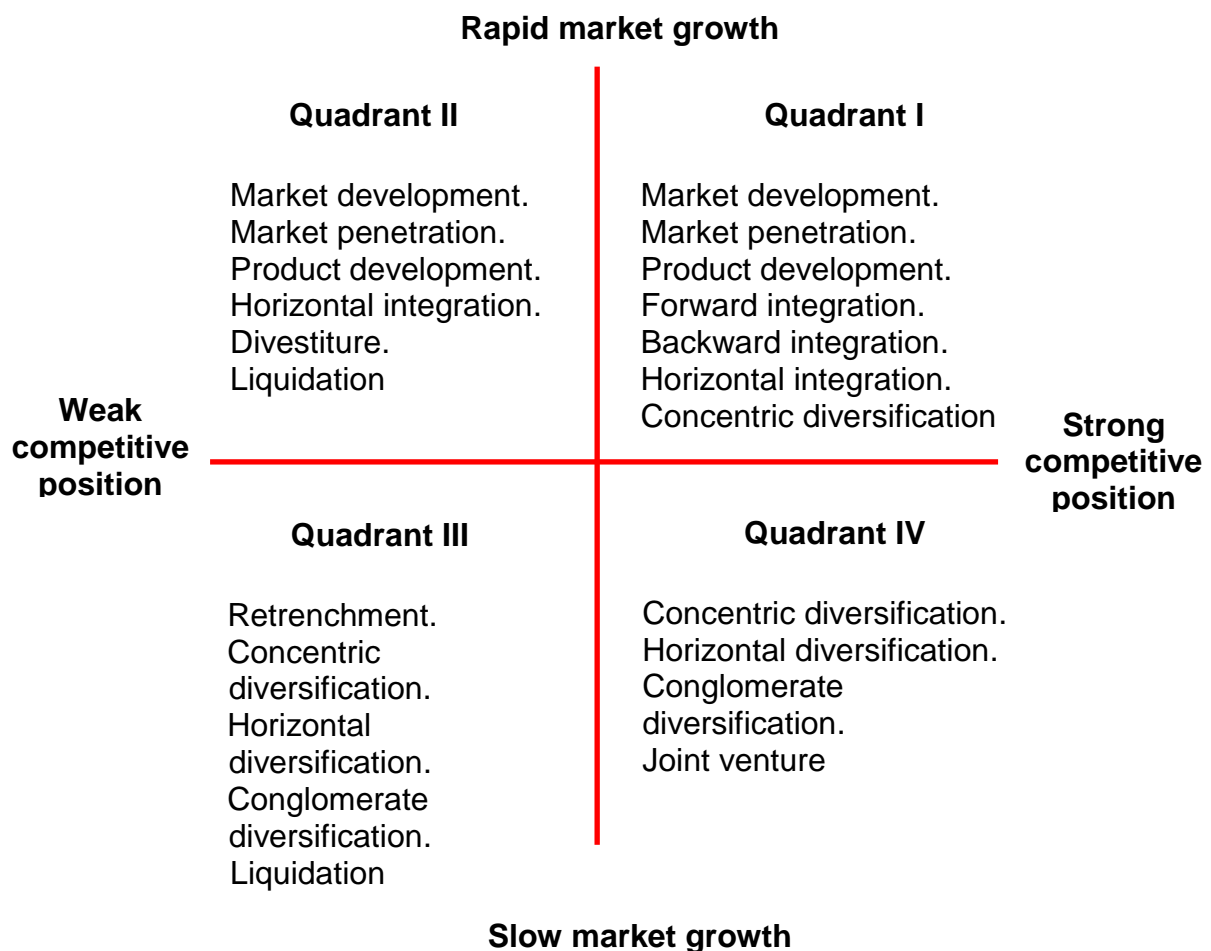 Rapid market growth
Quadrant II
Market development.
Market penetration.
Product development.
Horizontal integration.
Divestiture.
Liquidation
Quadrant I
Market development.
Market penetration.
Product development.
Forward integration.
Backward integration.
Horizontal integration.
Concentric diversification
Weak
competitive
position
Strong
competitive
position
Quadrant III
Retrenchment.
Concentric
diversification.
Horizontal
diversification.
Conglomerate
diversification.
Liquidation
Quadrant IV
Concentric diversification.
Horizontal diversification.
Conglomerate
diversification.
Joint venture
Slow market growth